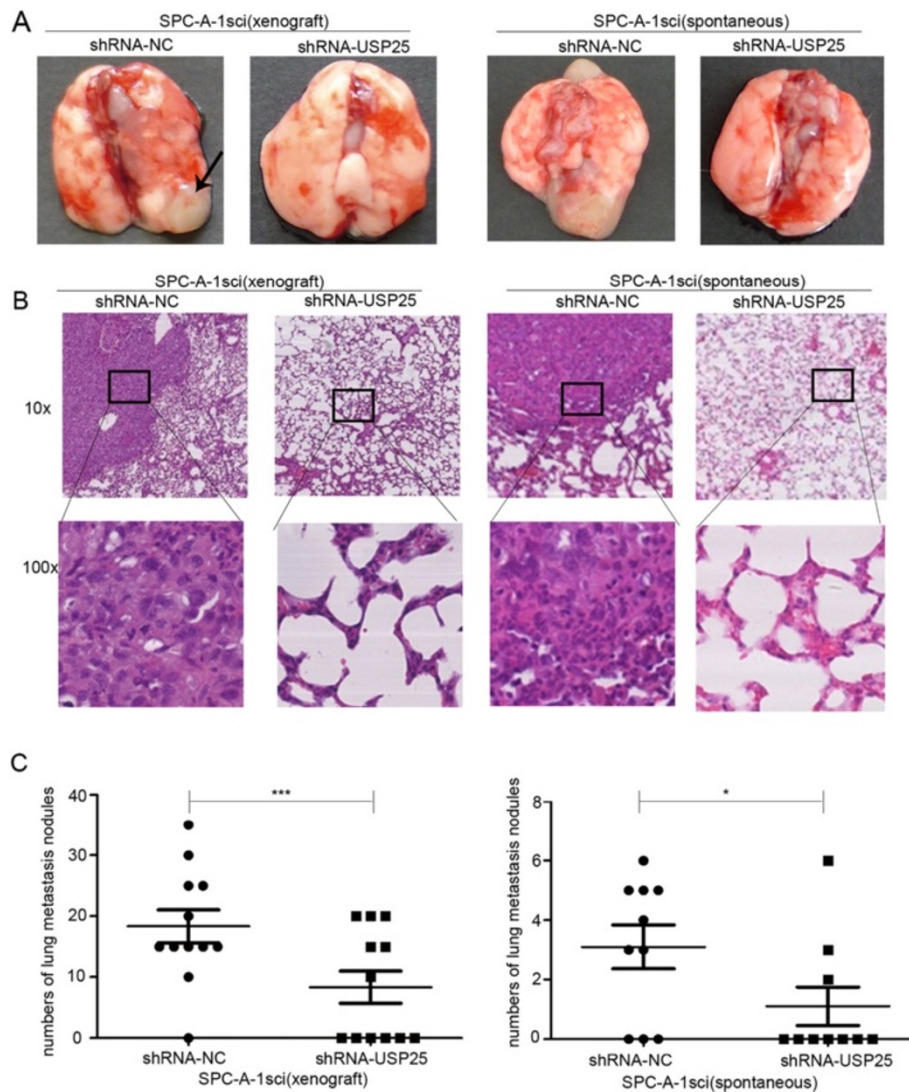 A
SPC-A-1sci(xenograft)
SPC-A-1sci(spontaneous)
shRNA-NC
shRNA-USP25
shRNA-NC
shRNA-USP25
B
SPC-A-1sci(xenograft)
SPC-A-1sci(spontaneous)
shRNA-NC
shRNA-USP25
shRNA-NC
shRNA-USP25
10x
100x
C
numbers of lung metastasis nodules
40
30
20
10
0
***
shRNA-NC
shRNA-USP25
SPC-A-1sci(xenograft)
numbers of lung metastasis nodules
8
6
4
2
0
*
shRNA-NC
shRNA-USP25
SPC-A-1sci(spontaneous)